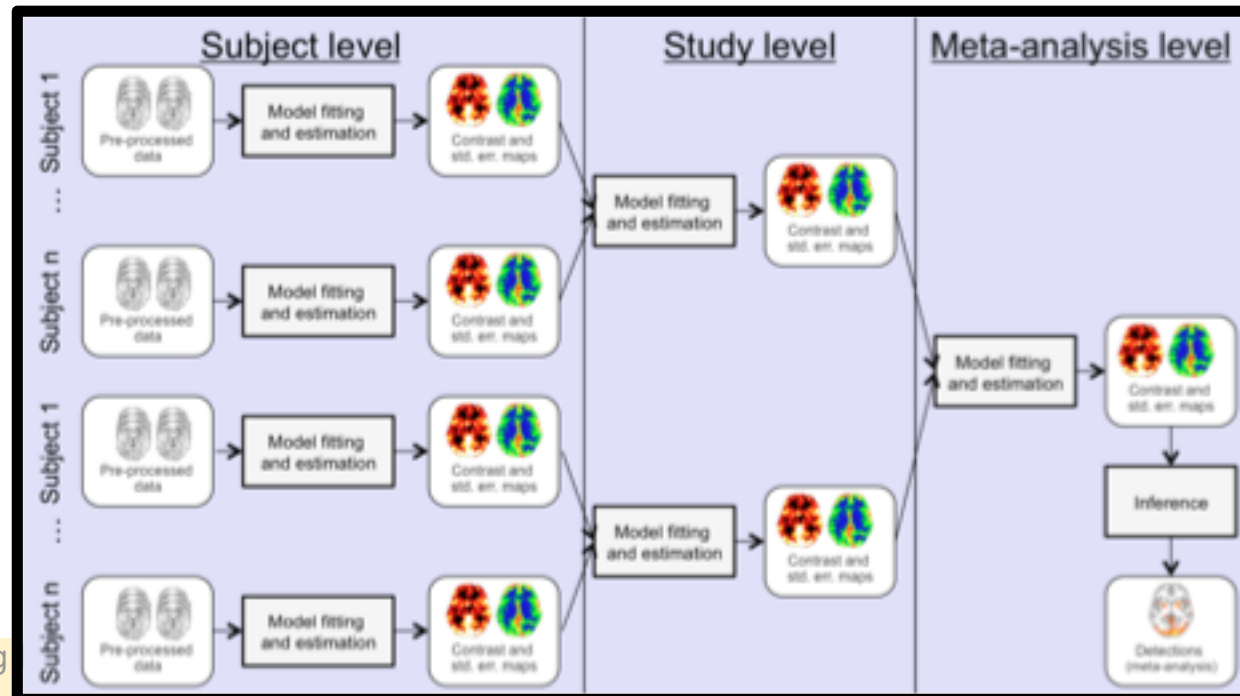 Subject level
Study level
Meta-analysis level
Subject 1
Pre-processed
data
Model fitting
and estimation
Contrast and
std. err. maps
...
Subject n
Pre-processed
data
Model fitting
and estimation
Contrast and
std. err. maps
Subject 1
Pre-processed
data
Model fitting
and estimation
Contrast and
std. err. maps
...
Subject n
Pre-processed
data
Model fitting
and estimation
Contrast and
std. err. maps
Model fitting
and estimation
Contrast and
std. err. maps
Model fitting
and estimation
Contrast and
std. err. maps
Model fitting
and estimation
Contrast and
std. err. maps
Inference
Detections
(meta-analysis)